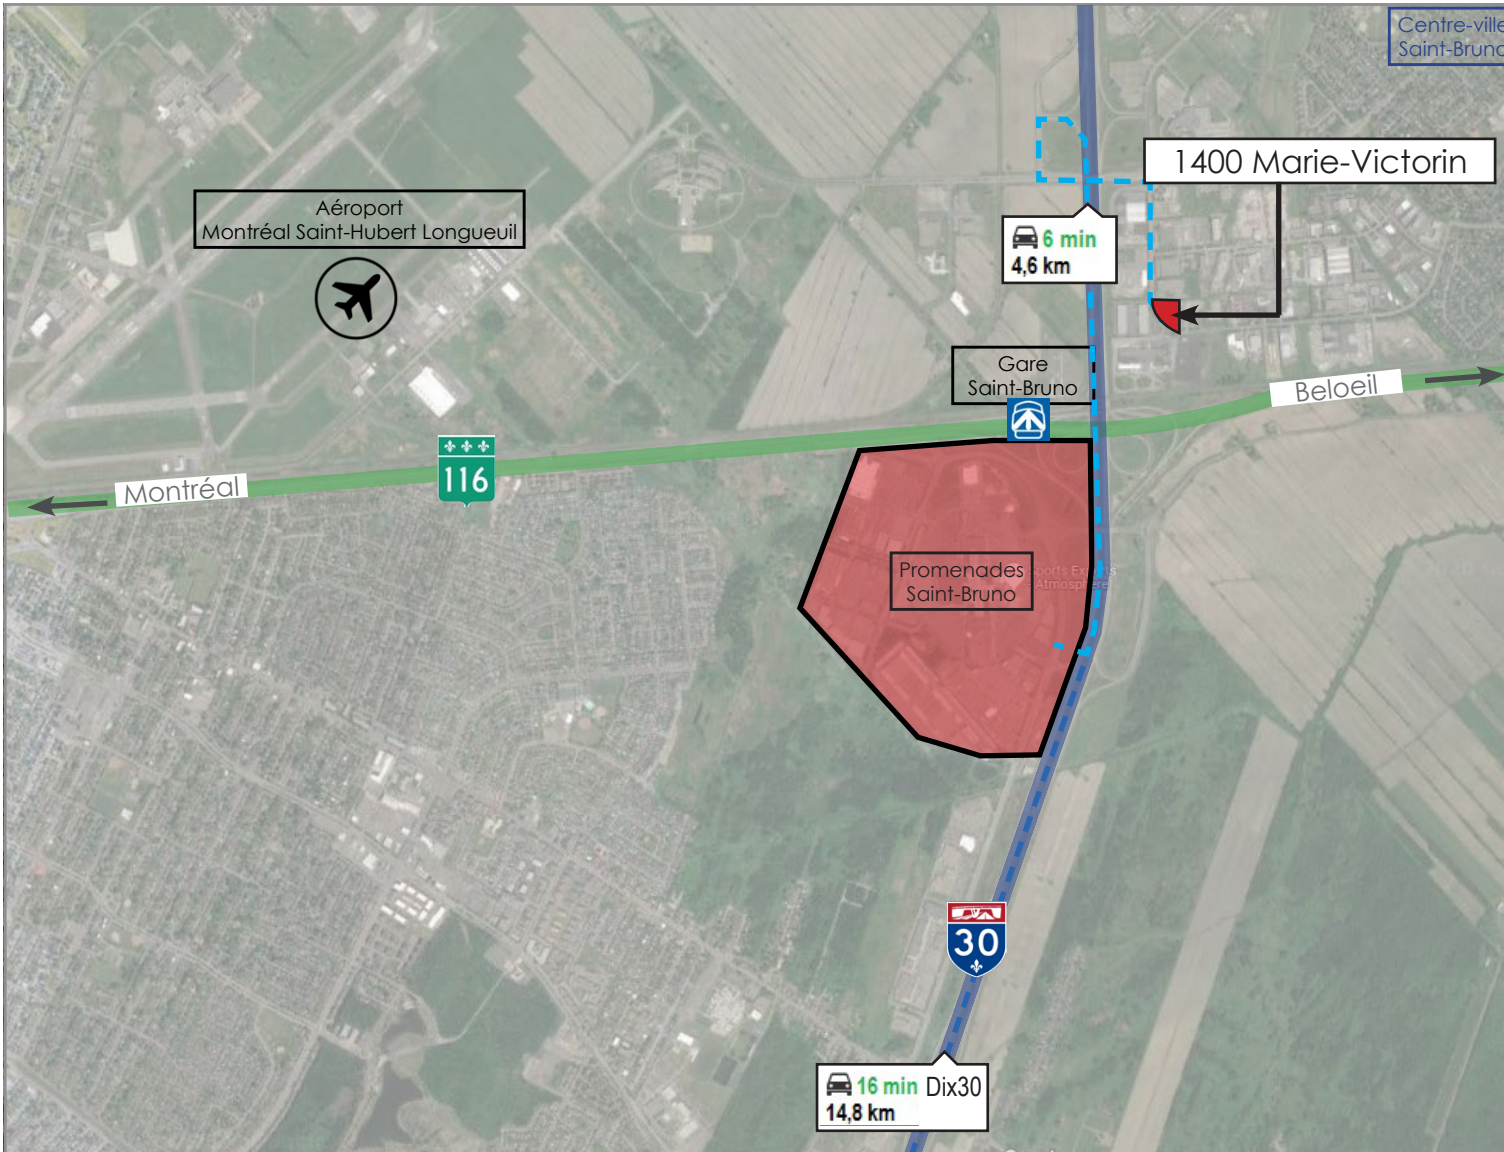 Centre-ville
Saint-Bruno
1400 Marie-Victorin
Aéroport
Montréal Saint-Hubert Longueuil
6 min
4,6 km
Gare
Saint-Bruno
Beloeil
116
Montréal
Promenades
Saint-Bruno
30
16 min Dix30
14,8 km